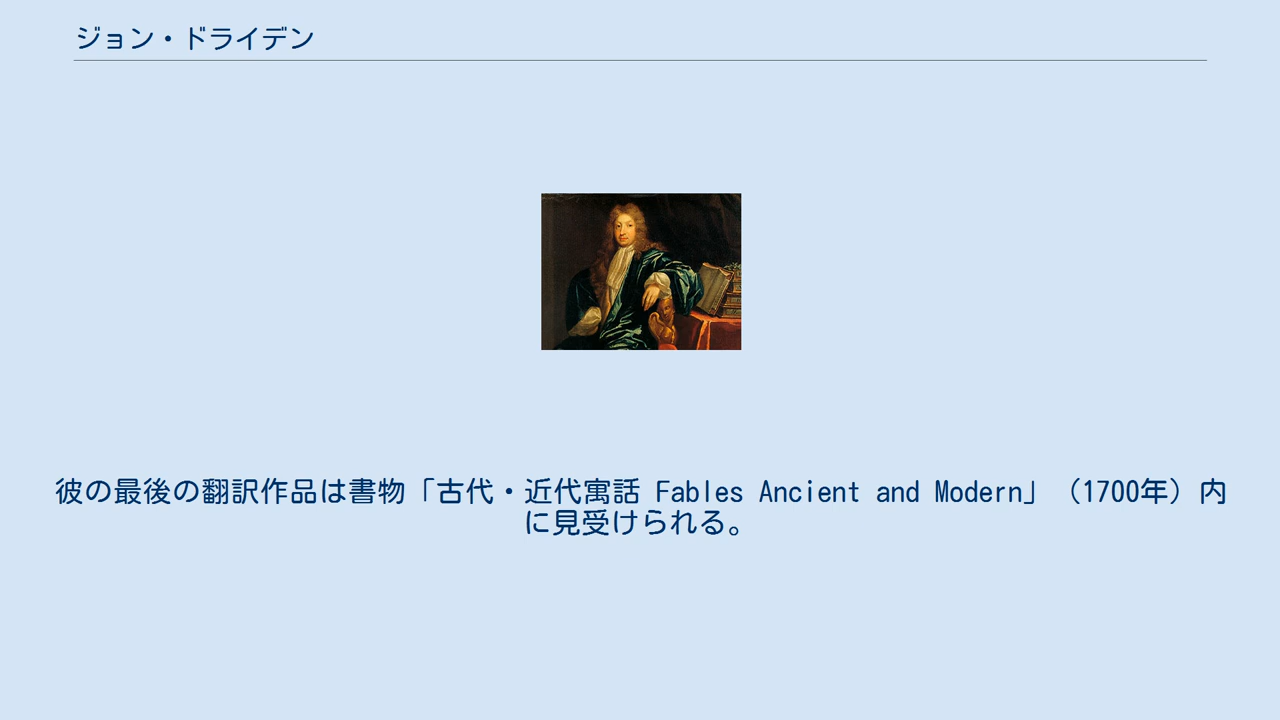 ジョン・ドライデン
彼の最後の翻訳作品は書物「古代・近代寓話 Fables Ancient and Modern」（1700年）内
に見受けられる。